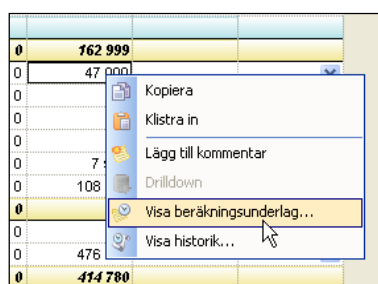 0 162 999
0 47 000
0 Kopiera
0 Klistra in
0
0 7 Lägg till kommentar
0 108 Drilldown
0 Visa beräkningsunderlag...
0
0 476 Visa historik...
0 414 780